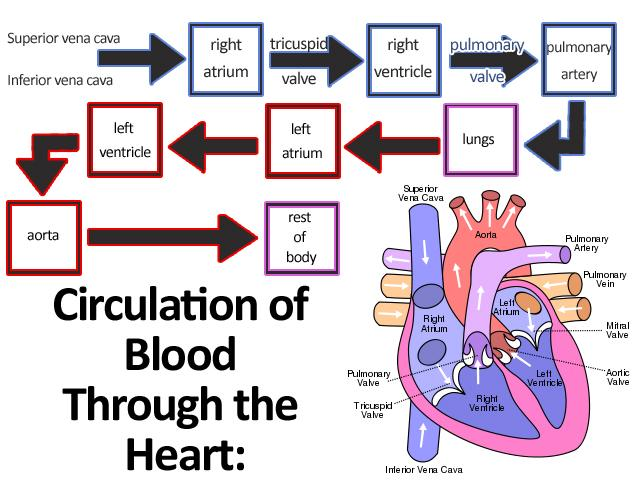 Superior vena cava
Inferior vena cava
right
atrium
tricuspid
valve
right
ventricle
pulmonary
valve
pulmonary
artery
left
ventricle
left
atrium
lungs
aorta
rest
of
body
Circulation of
Blood
Through the
Heart:
Superior
Vena Cava
Aorta
Pulmonary
Artery
Pulmonary
Vein
Left
Atrium
Right
Atrium
Mitral
Valve
Pulmonary
Valve
Aortic
Valve
Left
Ventricle
Right
Ventricle
Tricuspid
Valve
Inferior Vena Cava